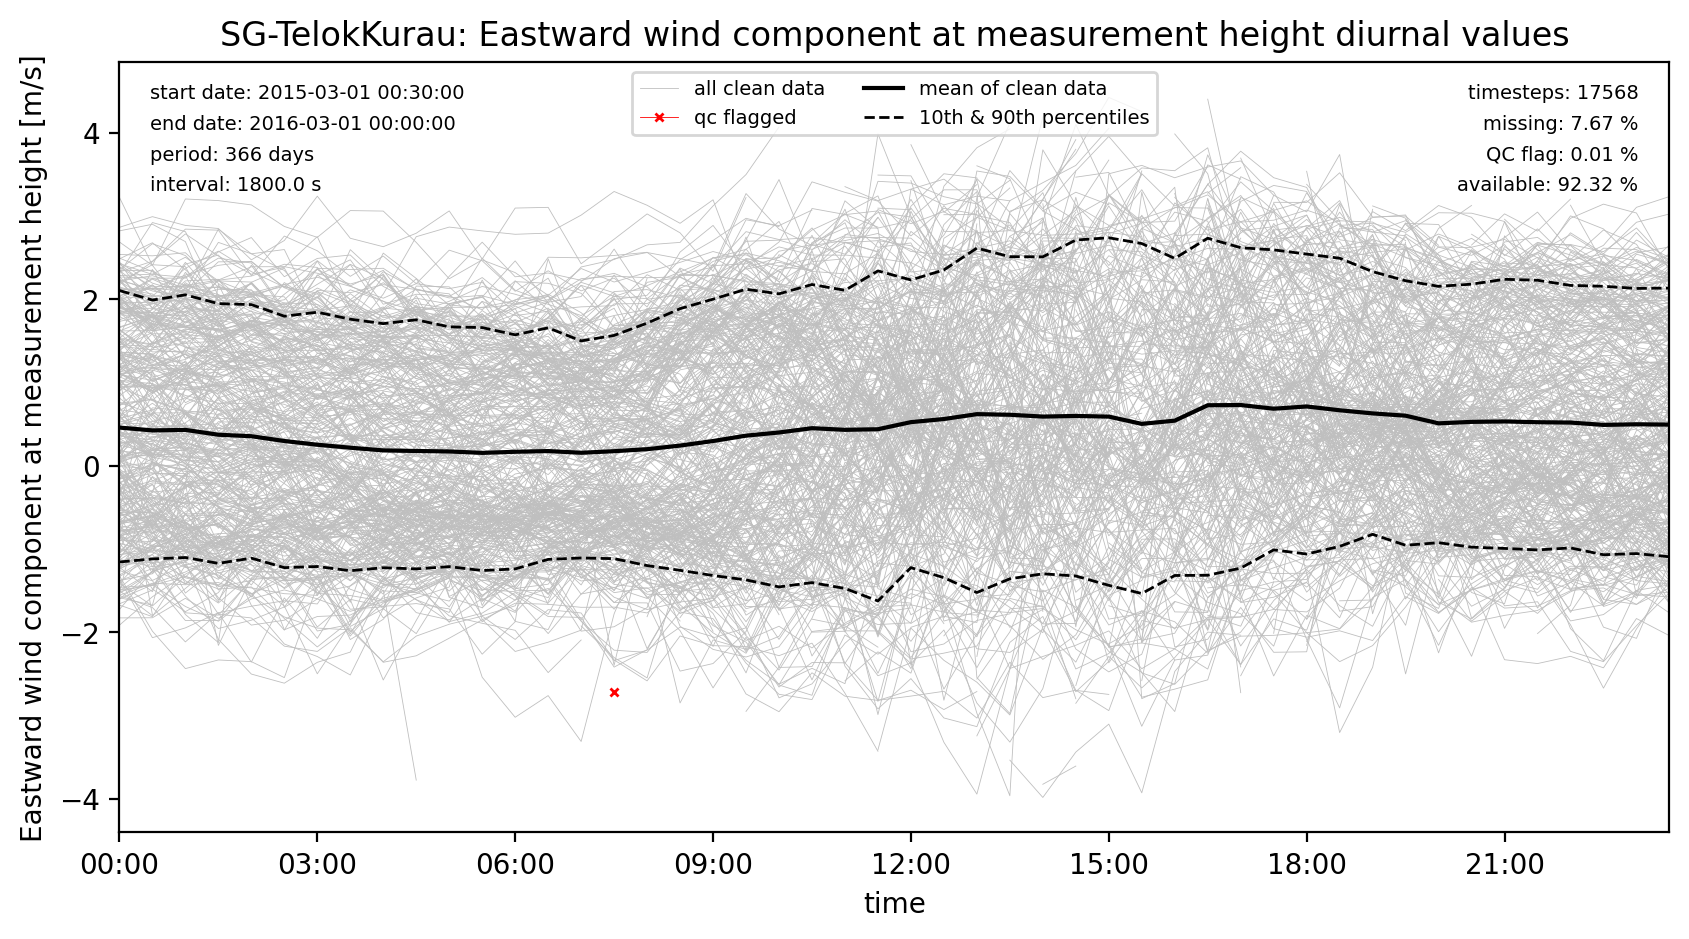 SG-TelokKurau: Eastward wind component at measurement height diurnal values
start date: 2015-03-01 00:30:00
end date: 2016-03-01 00:00:00
period: 366 days
interval: 1800.0 s
all clean data
qc flagged
mean of clean data
10th & 90th percentiles
timesteps: 17568
missing: 7.67 %
QC flag: 0.01 %
available: 92.32 %
Eastward wind component at measurement height [m/s]
4
2
0
−2
−4
00:00
03:00
06:00
09:00
12:00
15:00
18:00
21:00
time